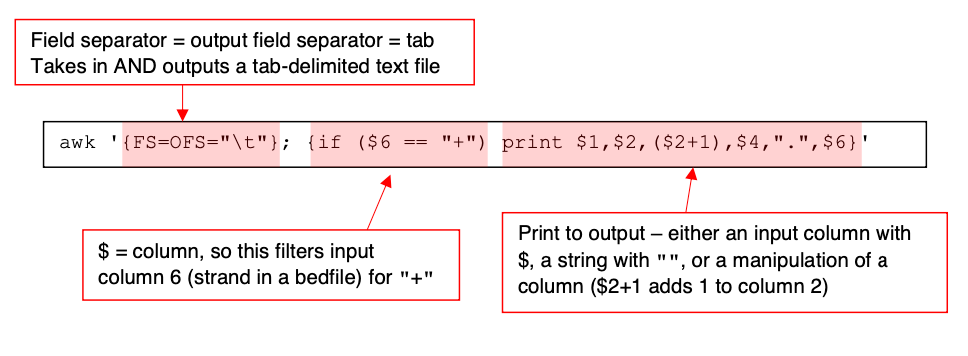 Field separator = output field separator = tab
Takes in AND outputs a tab-delimited text file
awk '{FS=OFS="\t"}; {if ($6 == "+") print $1,$2,($2+1),$4,".",$6}'
$ = column, so this filters input
column 6 (strand in a bedfile) for "+"
Print to output – either an input column with
$, a string with "", or a manipulation of a
column ($2+1 adds 1 to column 2)